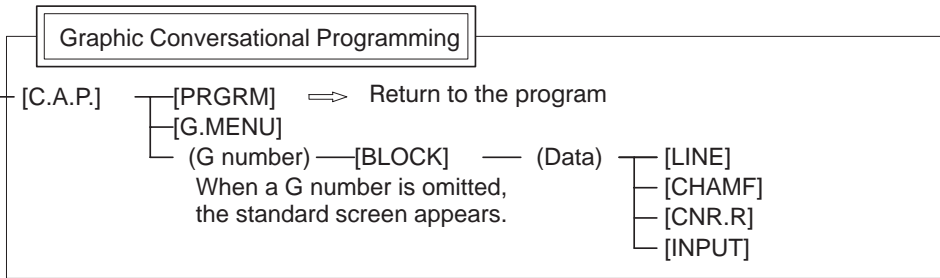 Graphic Conversational Programming
[C.A.P.] [PRGRM] Return to the program
[G.MENU]
(G number) [BLOCK] (Data) [LINE]
When a G number is omitted, [CHAMF]
the standard screen appears. [CNR.R]
[INPUT]